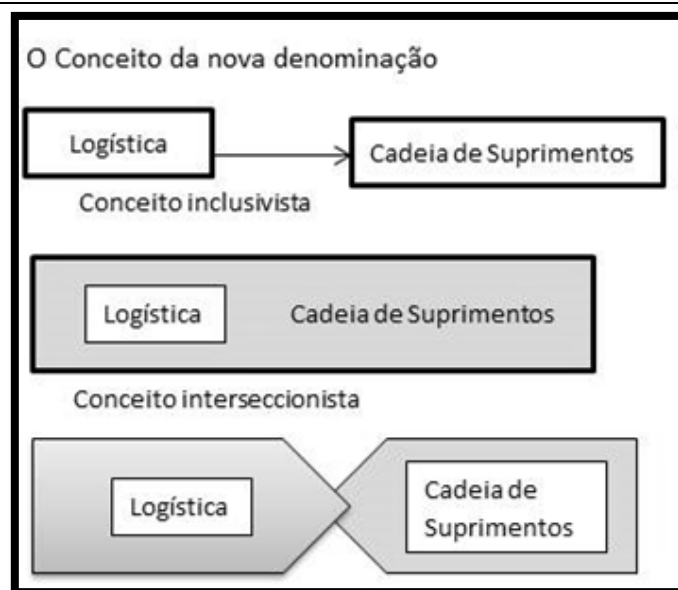 O Conceito da nova denominação
Logística
Cadeia de Suprimentos
Conceito inclusivista
Logística
Cadeia de Suprimentos
Conceito interseccionista
Logística
Cadeia de
Suprimentos